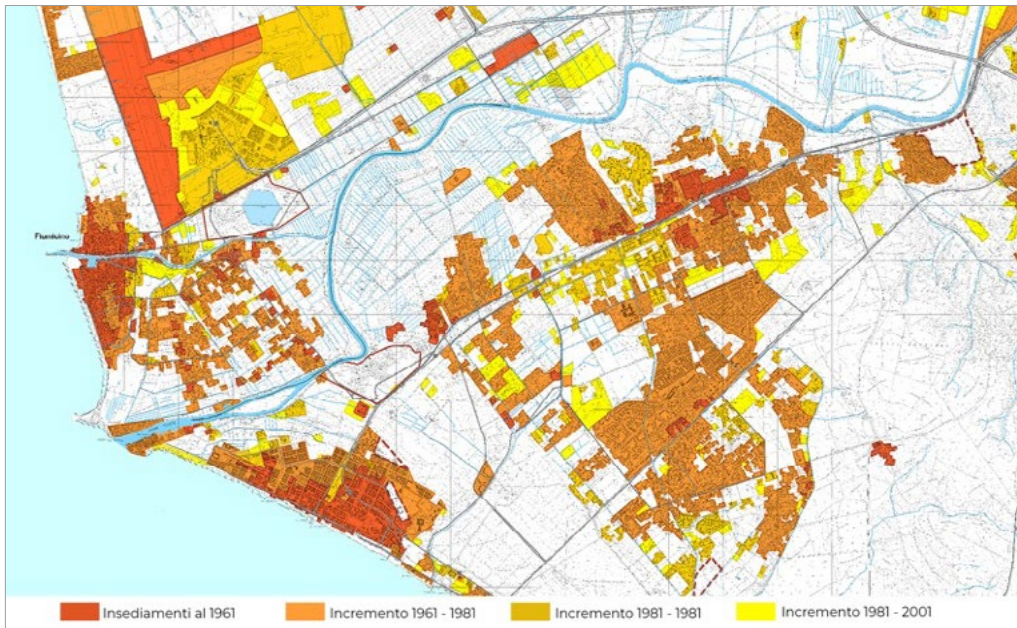 Fiumicino
Insediamenti al 1961
Incremento 1961 - 1981
Incremento 1981 - 1981
Incremento 1981 - 2001